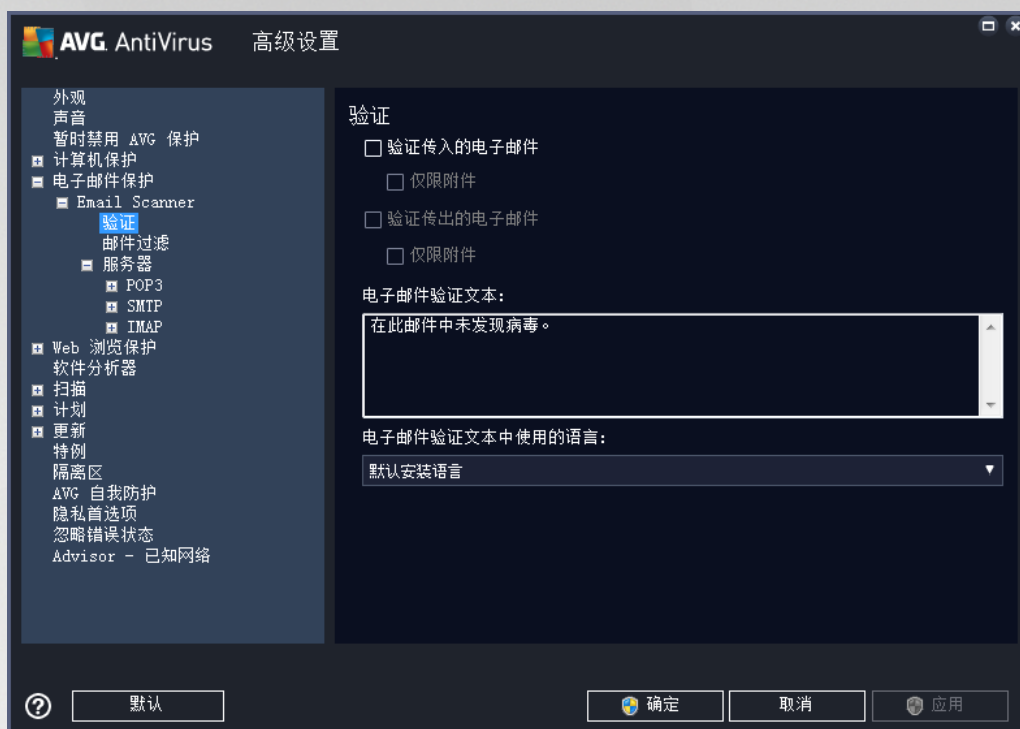 AVG. AntiVirus 高级设置
外观
声音
暂时禁用 AVG 保护
计算机保护
电子邮件保护
Email Scanner
验证
邮件过滤
服务器
POP3
SMTP
IMAP
Web 浏览保护
软件分析器
扫描
计划
更新
特例
隔离区
AVG 自我防护
隐私首选项
忽略错误状态
Advisor - 已知网络
验证
验证传入的电子邮件
仅限附件
验证传出的电子邮件
仅限附件
电子邮件验证文本:
在此邮件中未发现病毒。
电子邮件验证文本中使用的语言:
默认安装语言
默认
确定
取消
应用